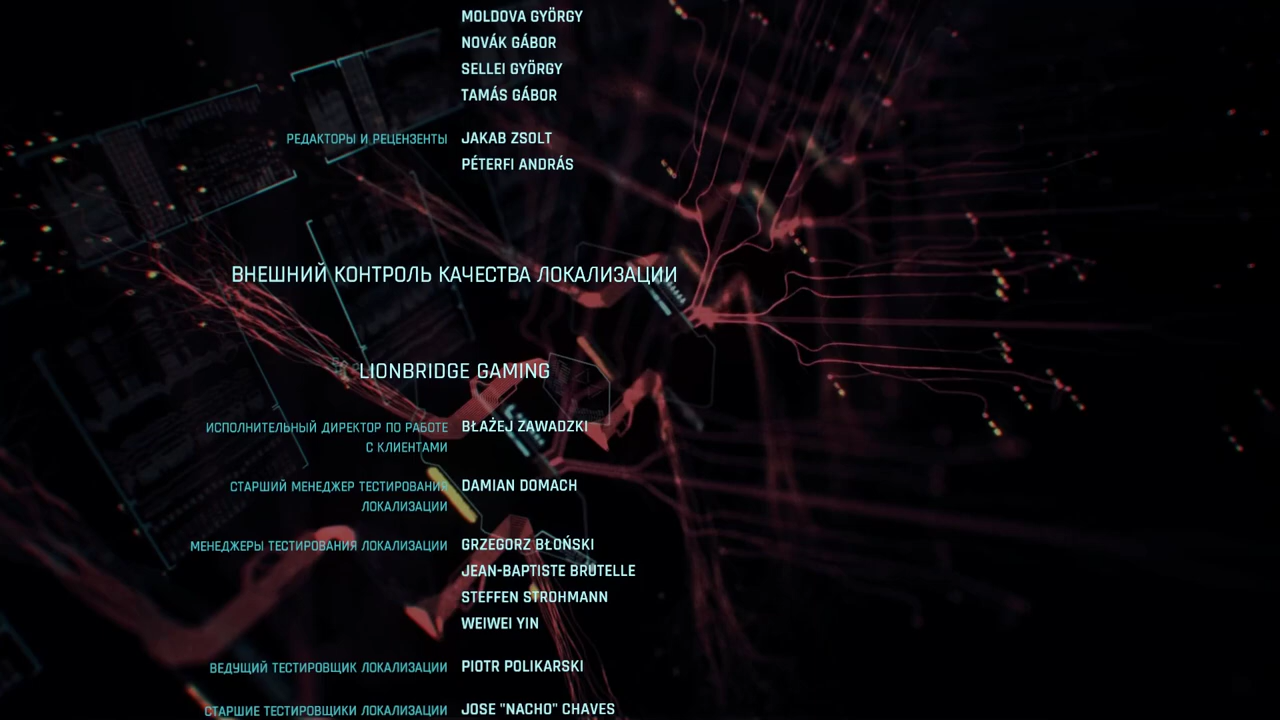 MOLDOVA GYÖRGY
NOVÁK GÁBOR
SELLEI GYÖRGY
TAMÁS GÁBOR
РЕДАКТОРЫ И РЕЦЕНЗЕНТЫ JAKAB ZSOLT
PÉTERFI ANDRÁS
ВНЕШНИЙ КОНТРОЛЬ КАЧЕСТВА ЛОКАЛИЗАЦИИ
LIONBRIDGE GAMING
ИСПОЛНИТЕЛЬНЫЙ ДИРЕКТОР ПО РАБОТЕ BŁAŻEJ ZAWADZKI
С КЛИЕНТАМИ
СТАРШИЙ МЕНЕДЖЕР ТЕСТИРОВАНИЯ DAMIAN DOMACH
ЛОКАЛИЗАЦИИ
МЕНЕДЖЕРЫ ТЕСТИРОВАНИЯ ЛОКАЛИЗАЦИИ GRZEGORZ BŁOŃSKI
JEAN-BAPTISTE BRUTELLE
STEFFEN STROHMANN
WEIWEI YIN
ВЕДУЩИЙ ТЕСТИРОВЩИК ЛОКАЛИЗАЦИИ PIOTR POLIKARSKI
СТАРШИЕ ТЕСТИРОВЩИКИ ЛОКАЛИЗАЦИИ JOSE "NACHO" CHAVES